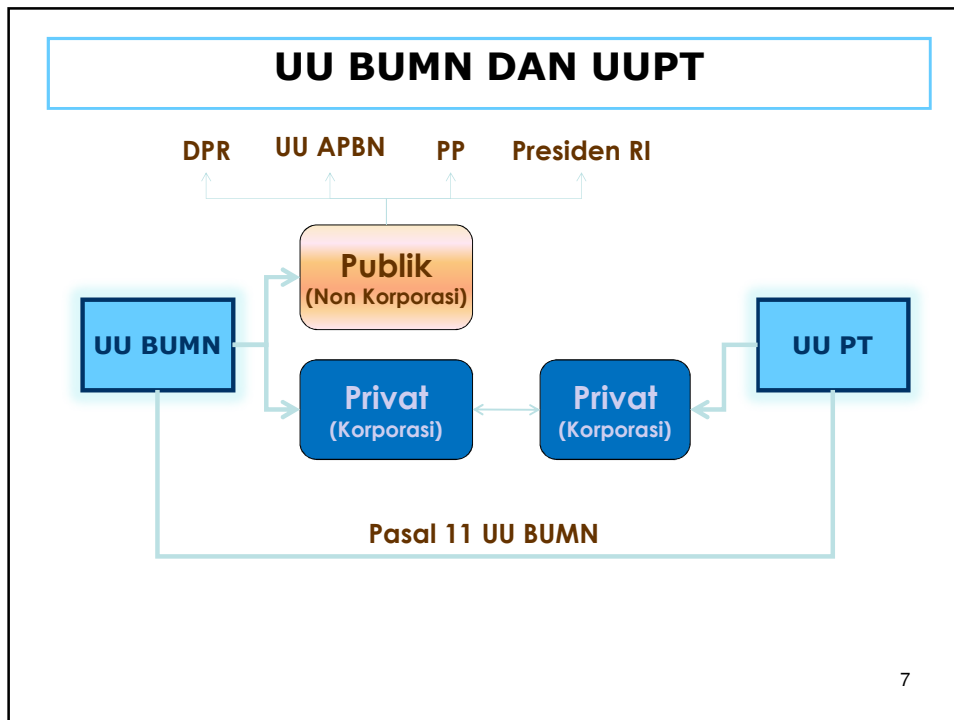 UU BUMN DAN UUPT
DPR UU APBN PP Presiden RI
Publik
(Non Korporasi)
UU BUMN
UU PT
Privat
(Korporasi)
Privat
(Korporasi)
Pasal 11 UU BUMN
7